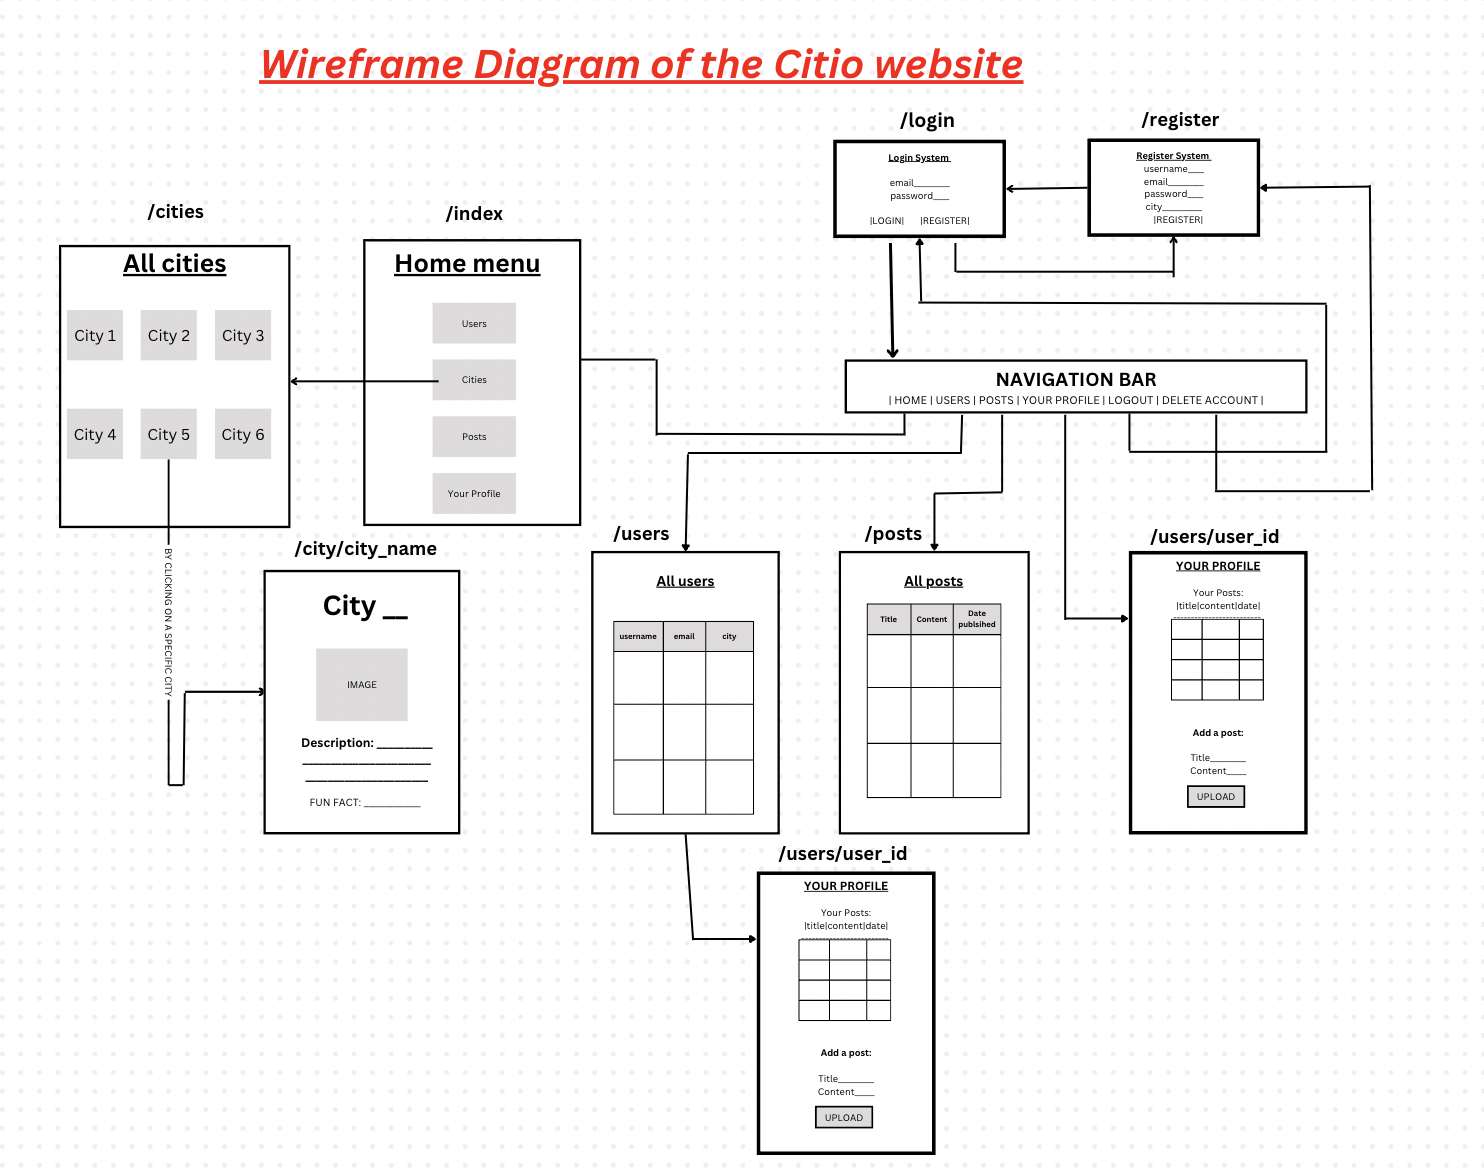 Wireframe Diagram of the Citio website
/login
Login System
email_______
password___
|LOGIN| |REGISTER|
/register
Register System
username___
email_______
password___
city________
|REGISTER|
/cities
All cities
City 1 City 2 City 3
City 4 City 5 City 6
BY CLICKING ON A SPECIFIC CITY
/index
Home menu
Users
Cities
Posts
Your Profile
NAVIGATION BAR
| HOME | USERS | POSTS | YOUR PROFILE | LOGOUT | DELETE ACCOUNT |
/city/city_name
City __
IMAGE
Description: _________
_____________________
____________________
FUN FACT: __________
/users
All users
username email city
/posts
All posts
Title Content Date publsihed
/users/user_id
YOUR PROFILE
Your Posts:
|title|content|date|
Add a post:
Title_______
Content____
UPLOAD
/users/user_id
YOUR PROFILE
Your Posts:
|title|content|date|
Add a post:
Title_______
Content____
UPLOAD